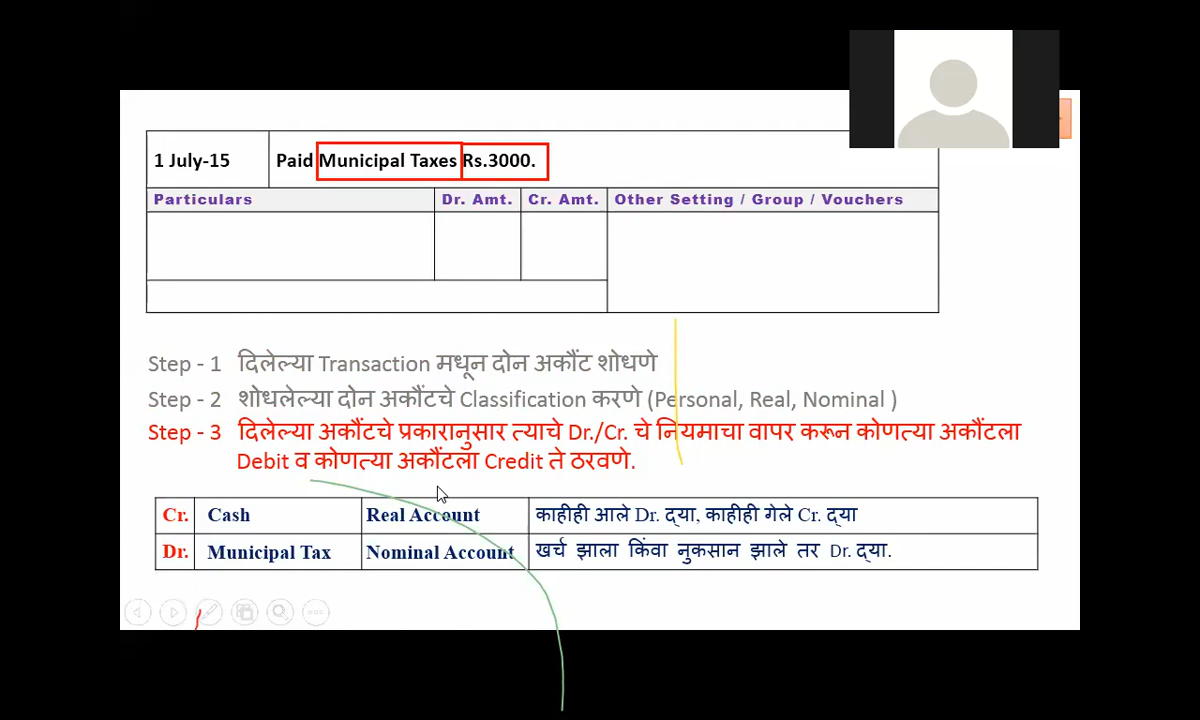 1 July-15 Paid Municipal Taxes Rs.3000.
Particulars Dr. Amt. Cr. Amt. Other Setting / Group / Vouchers
Step - 1 दिलेल्या Transaction मधून दोन अकौंट शोधणे
Step - 2 शोधलेल्या दोन अकौंटचे Classification करणे (Personal, Real, Nominal )
Step - 3 दिलेल्या अकौंटचे प्रकारानुसार त्याचे Dr./Cr. चे नियमाचा वापर करून कोणत्या अकौंटला
Debit व कोणत्या अकौंटला Credit ते ठरवणे.
Cr. Cash Real Account काहीही आले Dr. द्या, काहीही गेले Cr. द्या
Dr. Municipal Tax Nominal Account खर्च झाला किंवा नुकसान झाले तर Dr. द्या.